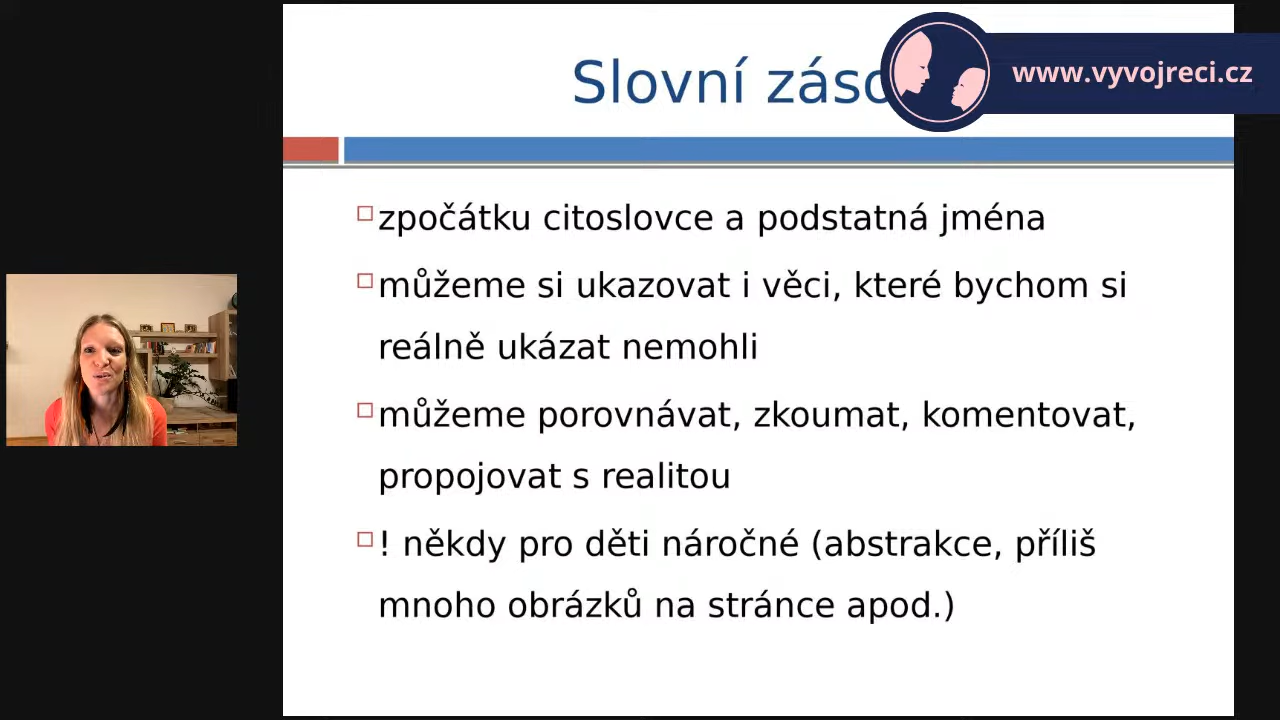 Slovní
www.vyvojreci.cz
zpočátku citoslovce a podstatná jména
můžeme si ukazovat i věci, které bychom si
reálně ukázat nemohli
můžeme porovnávat, zkoumat, komentovat,
propojovat s realitou
! někdy pro děti náročné (abstrakce, příliš
mnoho obrázků na stránce apod.)